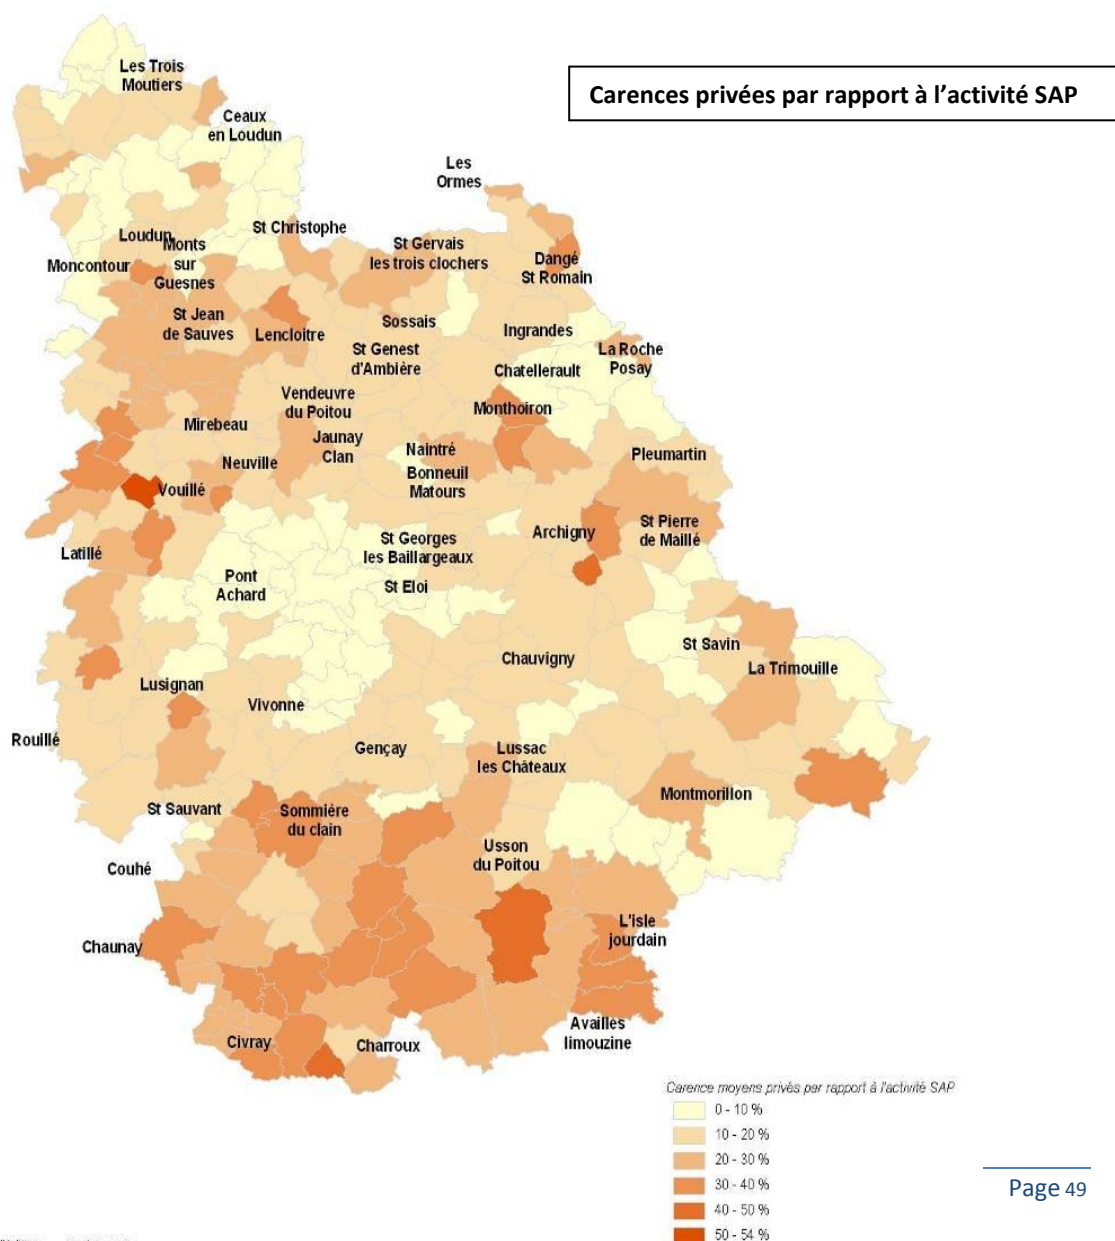 Carences privées par rapport à l'activité SAP
Les Trois
Moutiers
Ceaux
en Loudun
Les
Ormes
St Christophe
Loudun
Monts
sur
Guesnes
Moncontour
St Gervais
les trois clochers
Dangé
St Romain
St Jean
de Sauves
Lencloitre
Sossais
Ingrandes
St Genest
d'Ambière
La Roche
Posay
Chatellerault
Vendeuvre
du Poitou
Monthoiron
Mirebeau
Jaunay
Clan
Naintré
Pleumartin
Neuville
Bonneuil
Matours
Vouillé
Archigny
St Pierre
de Maillé
Latillé
St Georges
les Baillargeaux
Pont
Achard
St Eloi
St Savin
Chauvigny
La Trimouille
Lusignan
Vivonne
Rouillé
Gençay
Lussac
les Châteaux
Montmorillon
St Sauvant
Sommière
du clain
Usson
du Poitou
Couhé
L'isle
jourdain
Chaunay
Availles
limouzine
Civray
Charroux
Carence moyens privés par rapport à l'activité SAP
0 - 10 %
10 - 20 %
20 - 30 %
30 - 40 %
40 - 50 %
50 - 54 %
Page 49